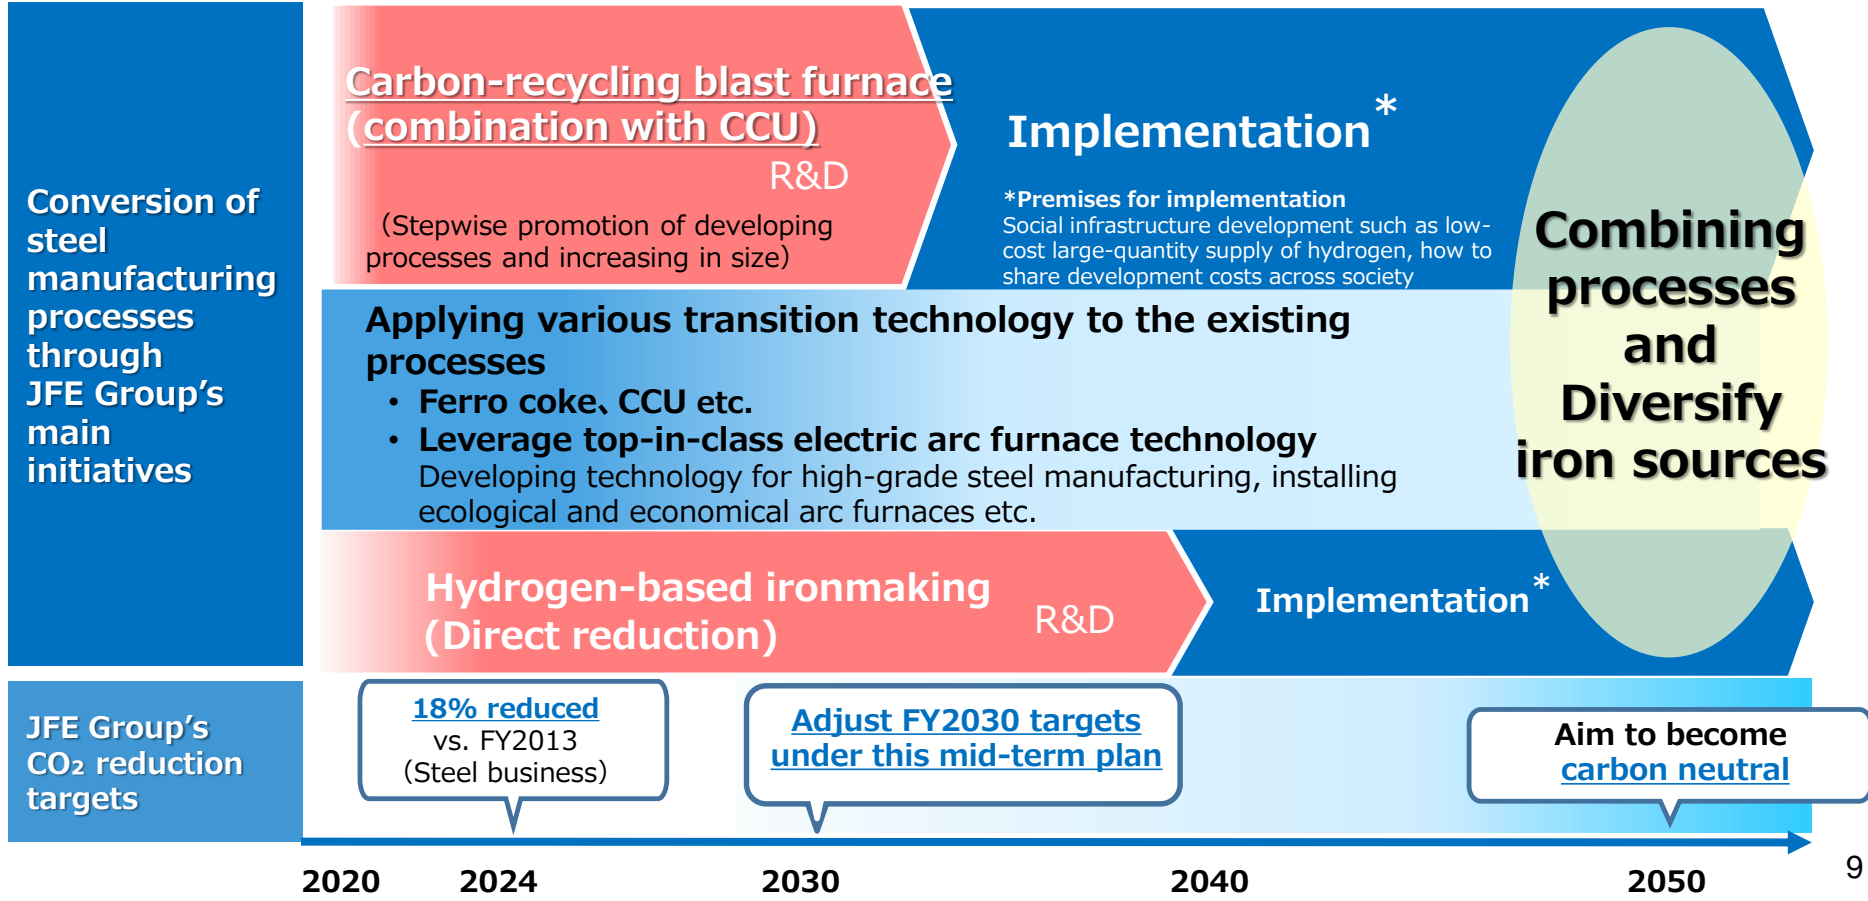 Conversion of
steel
manufacturing
processes
through
JFE Group’s
main
initiatives
Carbon-recycling blast furnace
(combination with CCU)
R&D
（Stepwise promotion of developing
processes and increasing in size）
Implementation*
*Premises for implementation
Social infrastructure development such as low-
cost large-quantity supply of hydrogen, how to
share development costs across society
Applying various transition technology to the existing
processes
• Ferro coke、CCU etc.
• Leverage top-in-class electric arc furnace technology
Developing technology for high-grade steel manufacturing, installing
ecological and economical arc furnaces etc.
Hydrogen-based ironmaking
(Direct reduction)
R&D
Implementation*
Combining
processes
and
Diversify
iron sources
JFE Group’s
CO₂ reduction
targets
18% reduced
vs. FY2013
（Steel business）
Adjust FY2030 targets
under this mid-term plan
Aim to become
carbon neutral
2020
2024
2030
2040
2050
9